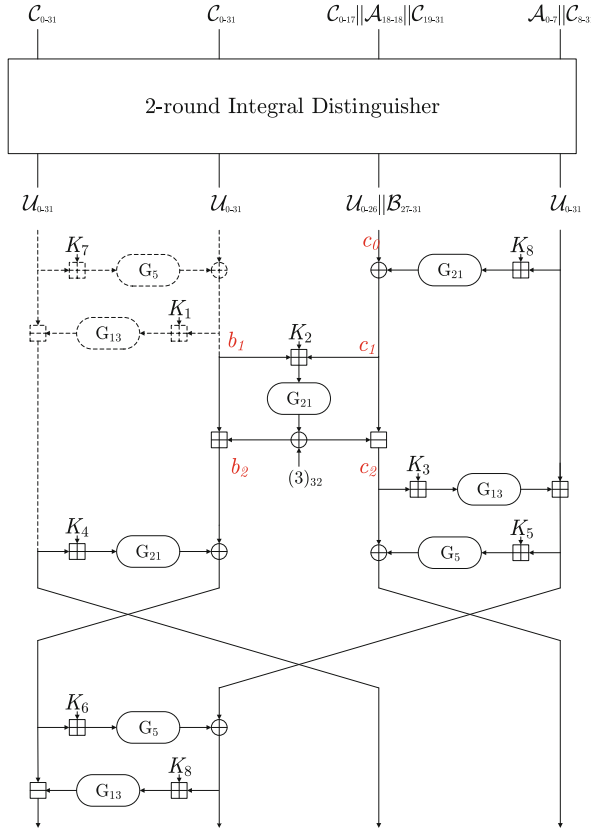 𝒞₀₋₃₁ 𝒞₀₋₃₁ 𝒞₀₋₁₇||𝒜₁₈₋₁₈||𝒞₁₉₋₃₁ 𝒜₀₋₇||𝒞₈₋₃₁
2-round Integral Distinguisher
𝒰₀₋₃₁ 𝒰₀₋₃₁ 𝒰₀₋₂₆||ℬ₂₇₋₃₁ 𝒰₀₋₃₁
K₇ c₀ K₈
G₅ G₂₁
K₁
G₁₃
b₁ K₂ c₁
G₂₁
b₂ c₂
(3)₃₂
K₃
G₁₃
K₄ K₅
G₂₁ G₅
K₆
G₅
K₈
G₁₃